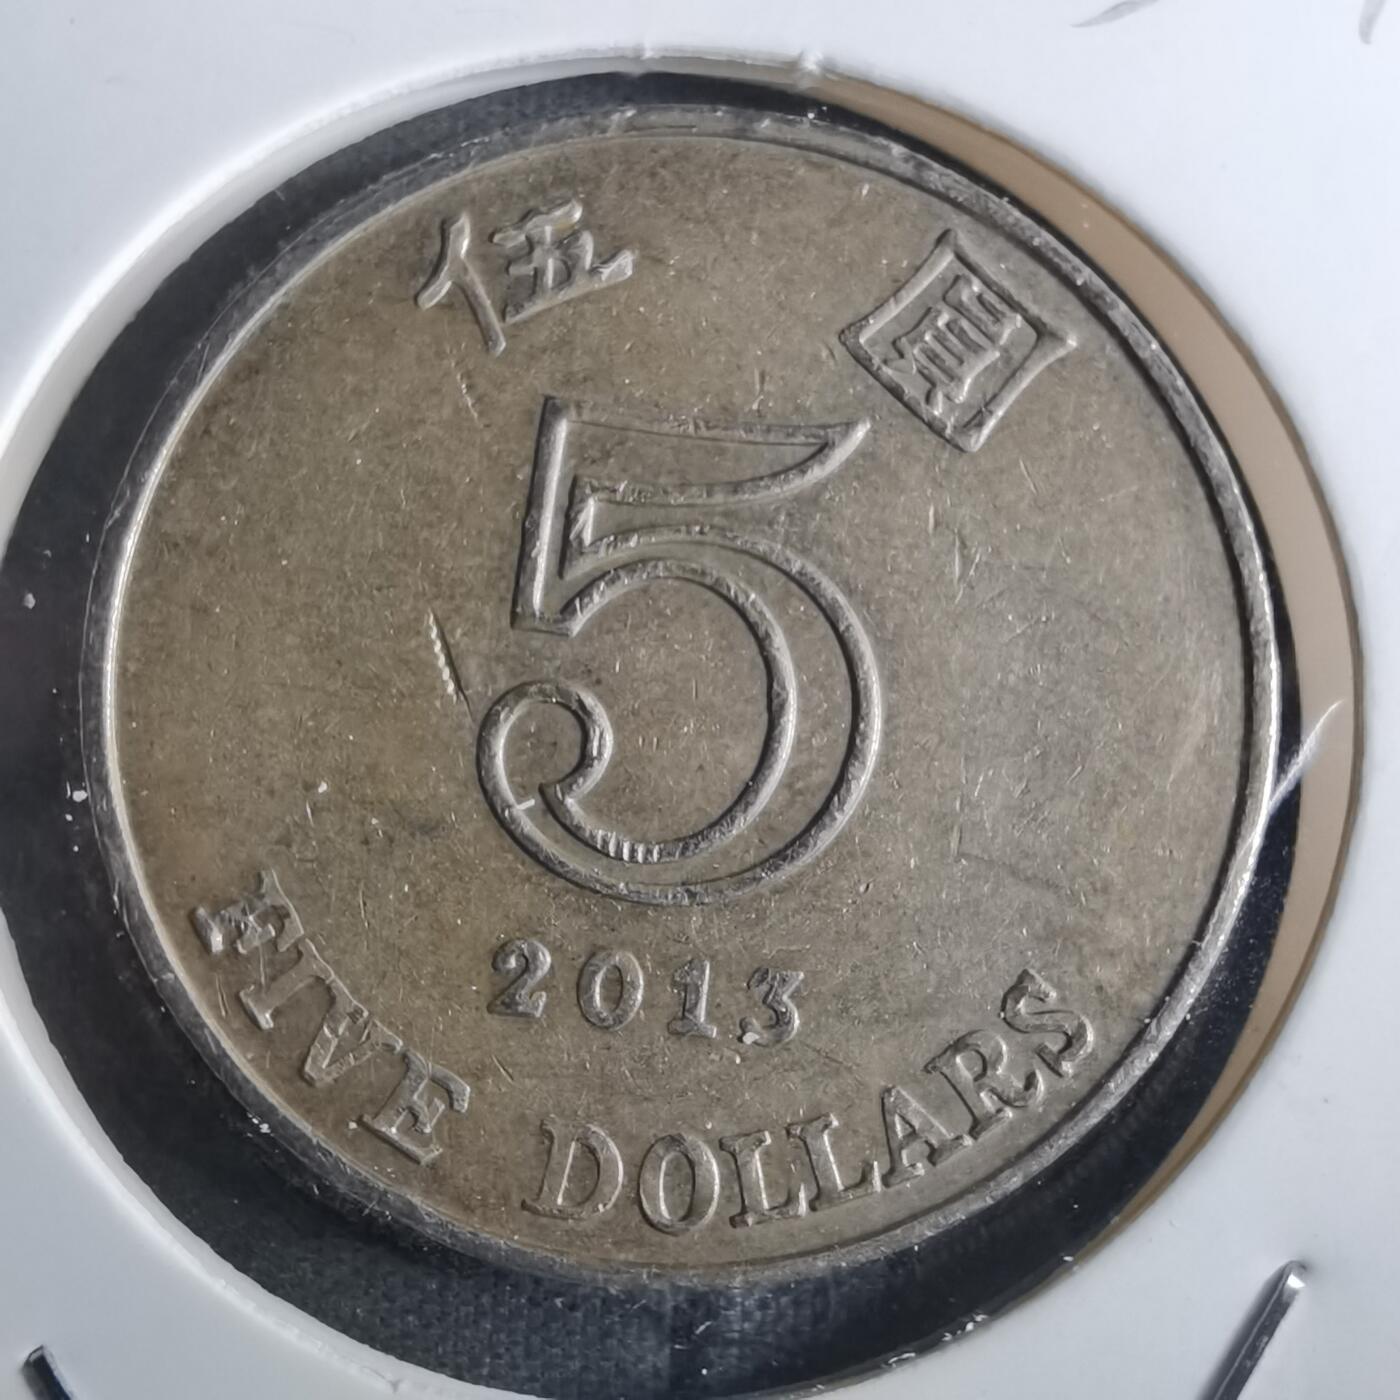 伍 圓
5
2013
FIVE DOLLARS